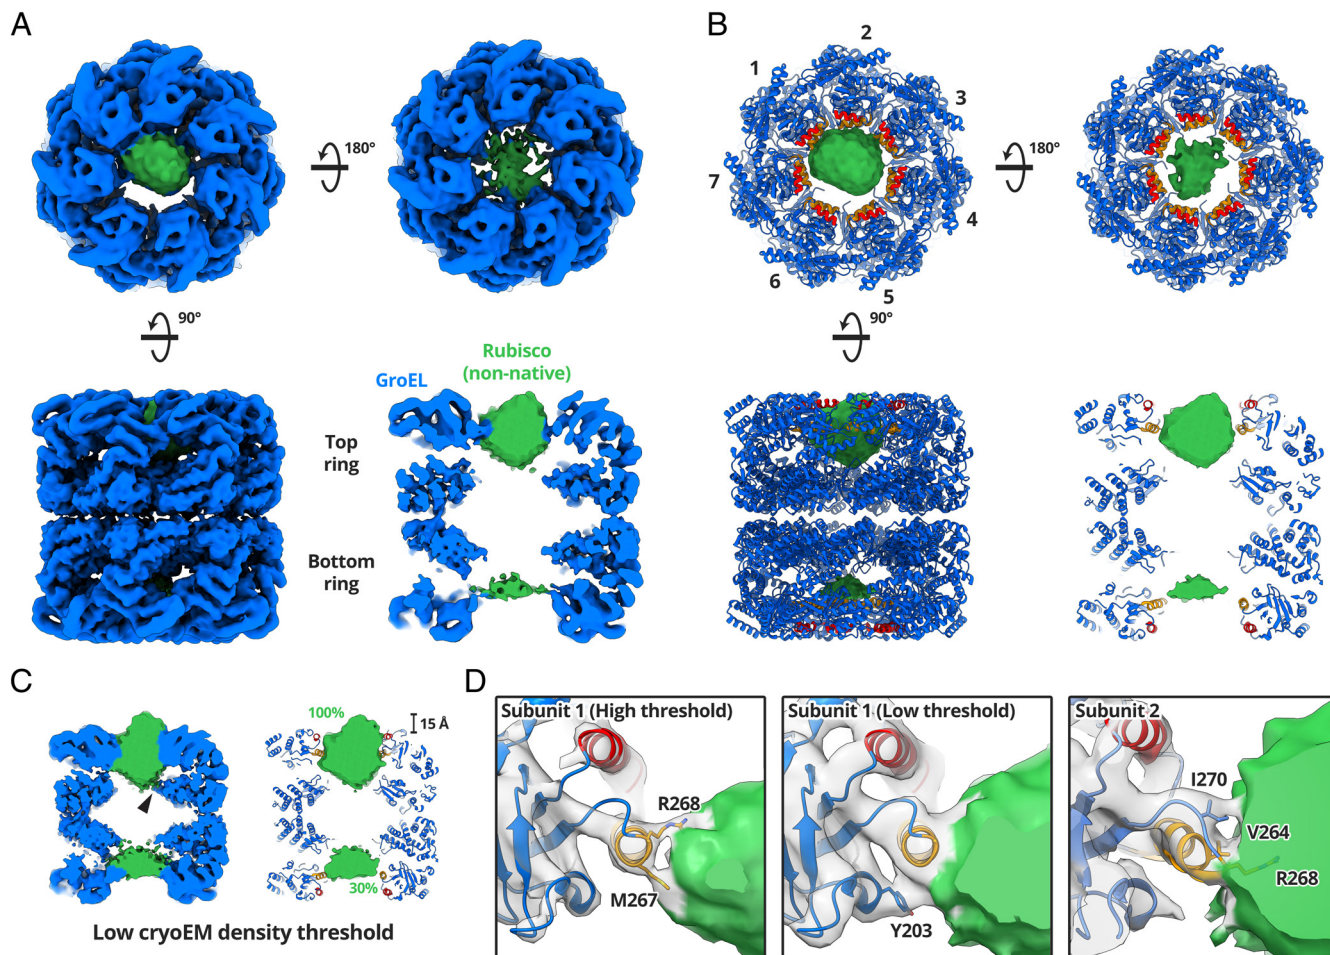 A
180°
90°
GroEL
Rubisco
(non-native)
Top
ring
Bottom
ring
B
1
2
3
4
5
6
7
180°
90°
C
100%
15 Å
30%
Low cryoEM density threshold
D
Subunit 1 (High threshold)
R268
M267
Subunit 1 (Low threshold)
Y203
Subunit 2
I270
V264
R268